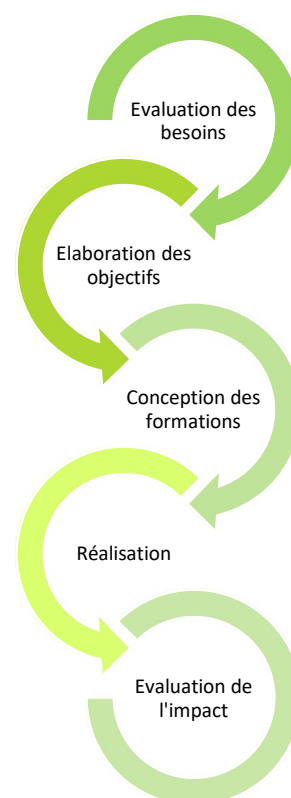 Evaluation des
besoins
Elaboration des
objectifs
Conception des
formations
Réalisation
Evaluation de
l'impact